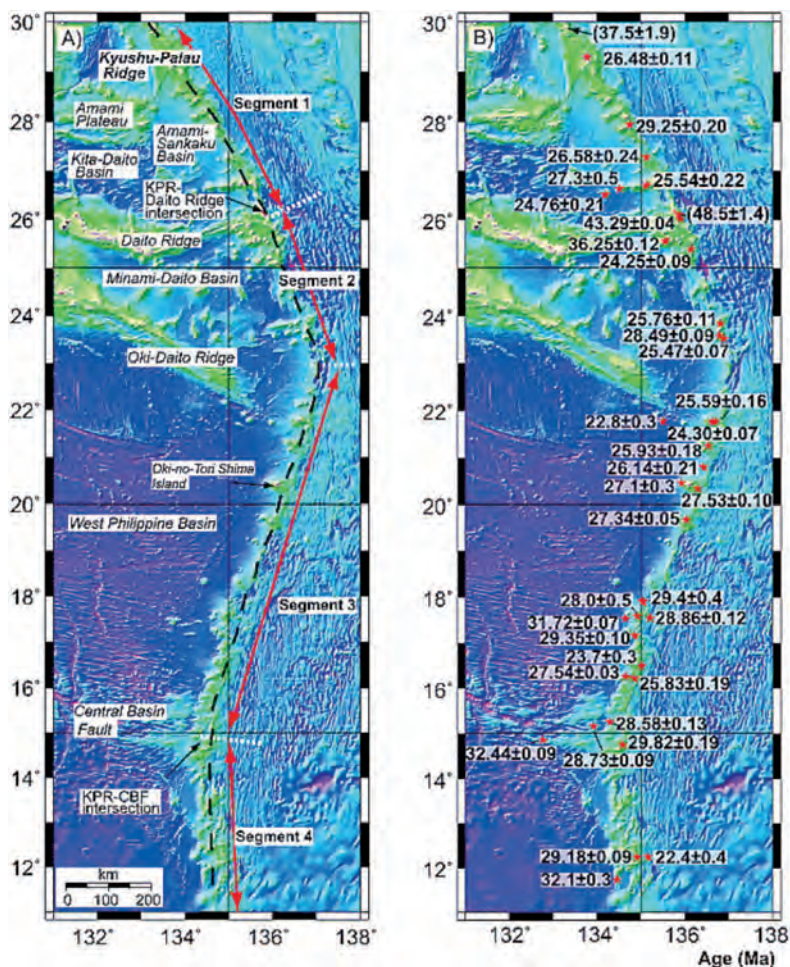 A)
Kyushu-Palau
Ridge
Segment 1
Amami
Plateau
Amami-
Sankaku
Basin
Kita-Daito
Basin
KPR-
Daito Ridge
intersection
Daito Ridge
Segment 2
Minami-Daito Basin
Oki-Daito Ridge
Oki-no-Tori Shima
Island
West Philippine Basin
Segment 3
Central Basin
Fault
KPR-CBF
intersection
Segment 4
km
0 100 200
30°
28°
26°
24°
22°
20°
18°
16°
14°
12°
132° 134° 136° 138°
B)
(37.5±1.9)
26.48±0.11
29.25±0.20
26.58±0.24
27.3±0.5
25.54±0.22
24.76±0.21
43.29±0.04
(48.5±1.4)
36.25±0.12
24.25±0.09
25.76±0.11
28.49±0.09
25.47±0.07
25.59±0.16
22.8±0.3
24.30±0.07
25.93±0.18
26.14±0.21
27.1±0.3
27.53±0.10
27.34±0.05
28.0±0.5
29.4±0.4
31.72±0.07
28.86±0.12
29.35±0.10
23.7±0.3
27.54±0.03
25.83±0.19
28.58±0.13
32.44±0.09
29.82±0.19
28.73±0.09
29.18±0.09
22.4±0.4
32.1±0.3
30°
28°
26°
24°
22°
20°
18°
16°
14°
12°
132° 134° 136° 138
Age (Ma)